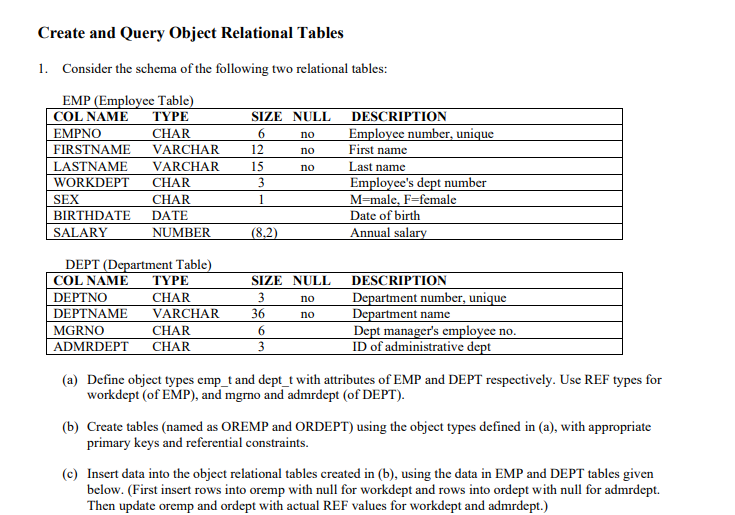 Create and Query Object Relational Tables
1. Consider the schema of the following two relational tables:
EMP (Employee Table)
COL NAME TYPE SIZE NULL DESCRIPTION
EMPNO CHAR 6 no Employee number, unique
FIRSTNAME VARCHAR 12 no First name
LASTNAME VARCHAR 15 no Last name
WORKDEPT CHAR 3 Employee's dept number
SEX CHAR 1 M=male, F=female
BIRTHDATE DATE Date of birth
SALARY NUMBER (8,2) Annual salary
DEPT (Department Table)
COL NAME TYPE SIZE NULL DESCRIPTION
DEPTNO CHAR 3 no Department number, unique
DEPTNAME VARCHAR 36 no Department name
MGRNO CHAR 6 Dept manager's employee no.
ADMRDEPT CHAR 3 ID of administrative dept
(a) Define object types emp_t and dept_t with attributes of EMP and DEPT respectively. Use REF types for
workdept (of EMP), and mgrno and admrdept (of DEPT).
(b) Create tables (named as OREMP and ORDEPT) using the object types defined in (a), with appropriate
primary keys and referential constraints.
(c) Insert data into the object relational tables created in (b), using the data in EMP and DEPT tables given
below. (First insert rows into oremp with null for workdept and rows into ordept with null for admrdept.
Then update oremp and ordept with actual REF values for workdept and admrdept.)